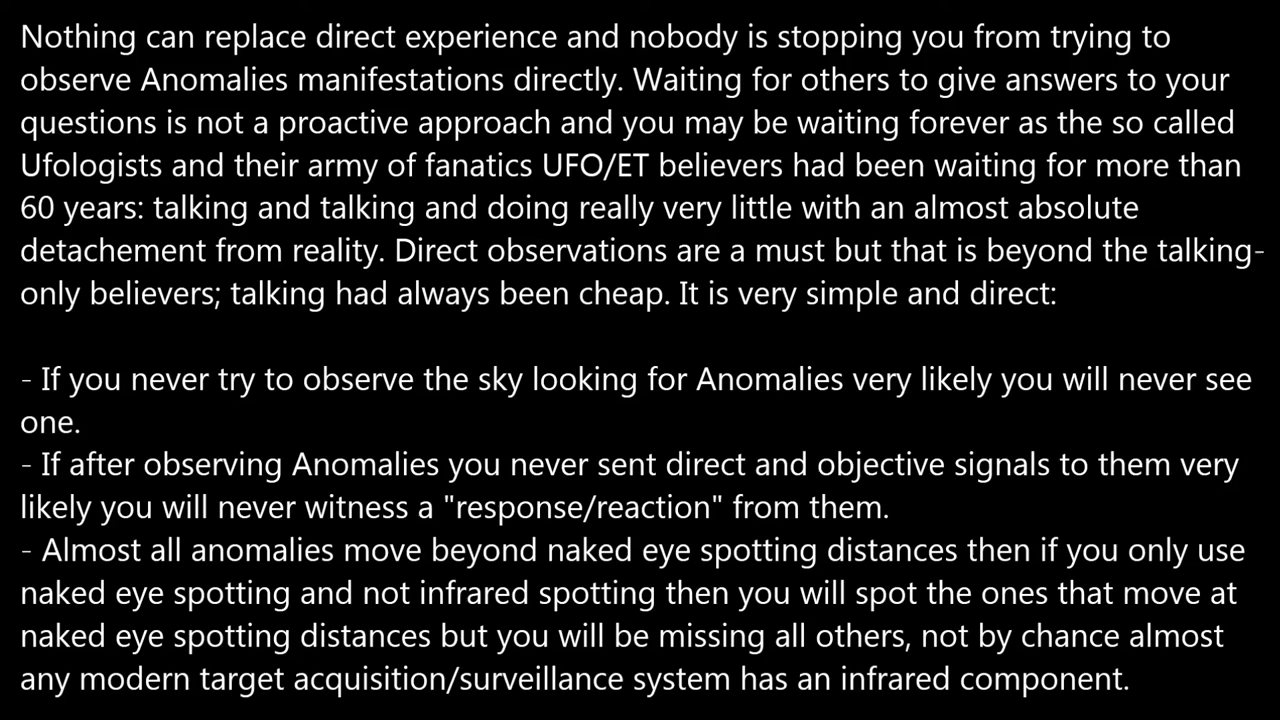 Nothing can replace direct experience and nobody is stopping you from trying to
observe Anomalies manifestations directly. Waiting for others to give answers to your
questions is not a proactive approach and you may be waiting forever as the so called
Ufologists and their army of fanatics UFO/ET believers had been waiting for more than
60 years: talking and talking and doing really very little with an almost absolute
detachement from reality. Direct observations are a must but that is beyond the talking-
only believers; talking had always been cheap. It is very simple and direct:
- If you never try to observe the sky looking for Anomalies very likely you will never see
one.
- If after observing Anomalies you never sent direct and objective signals to them very
likely you will never witness a "response/reaction" from them.
- Almost all anomalies move beyond naked eye spotting distances then if you only use
naked eye spotting and not infrared spotting then you will spot the ones that move at
naked eye spotting distances but you will be missing all others, not by chance almost
any modern target acquisition/surveillance system has an infrared component.